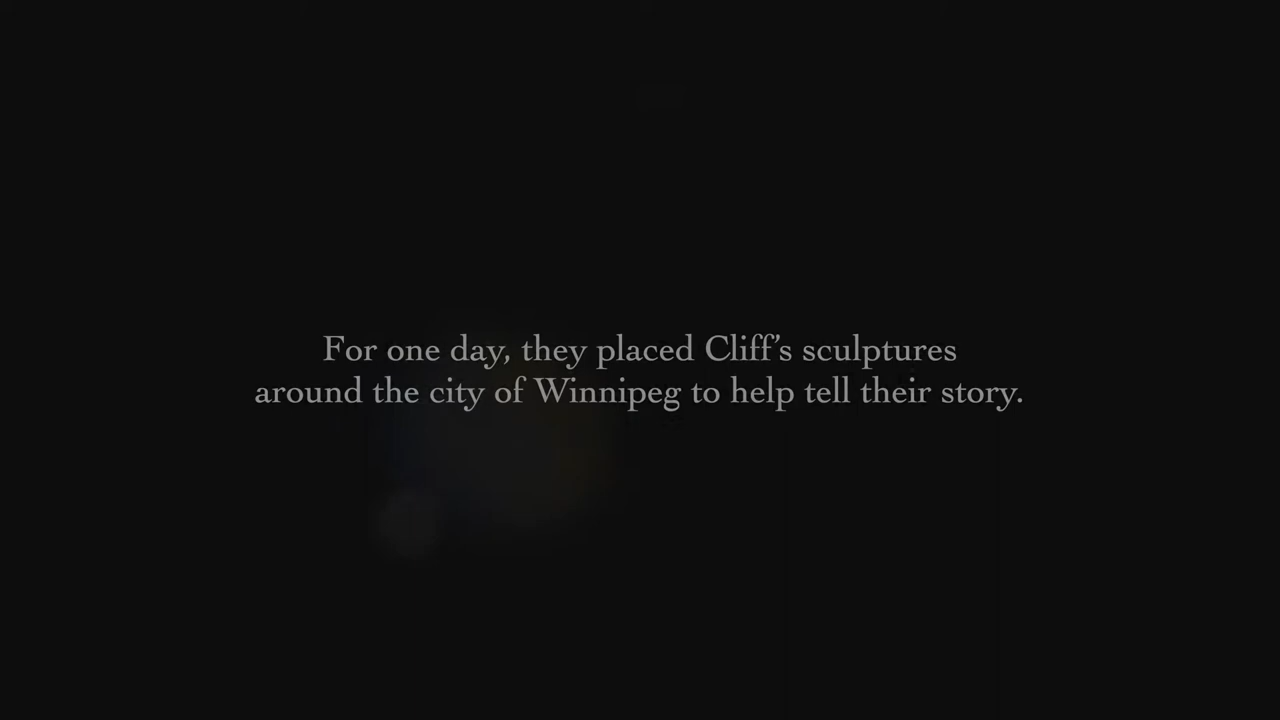 For one day, they placed Cliff’s sculptures
around the city of Winnipeg to help tell their story.